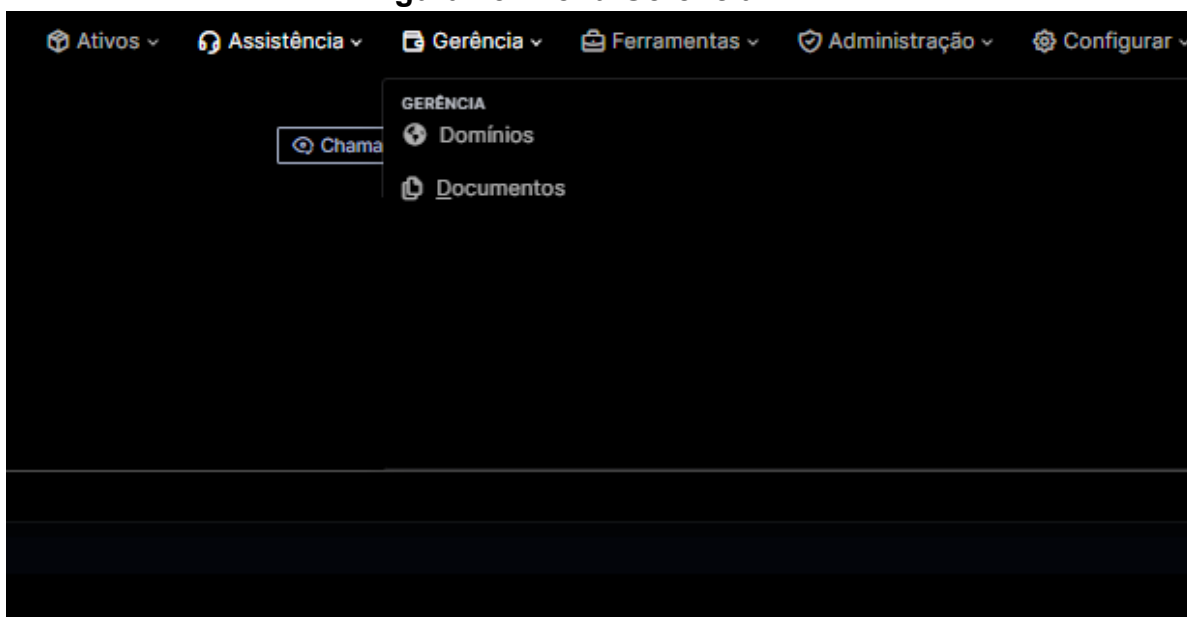 Ativos Assistência Gerência Ferramentas Administração Configurar
GERÊNCIA
Domínios
Chama
Documentos